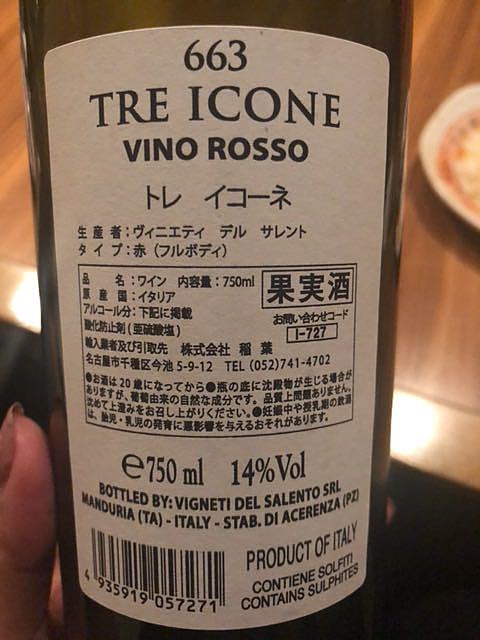 663
TRE ICONE
VINO ROSSO
トレ イコーネ
生産者:ヴィニエティ デル サレント
タイプ:赤(フルボディ)
品名:ワイン 内容量:750ml
原産国:イタリア
アルコール分:下記に掲載
酸化防止剤(亜硫酸塩)
果実酒
お問い合わせコード
I-727
輸入業者及び引取先 株式会社 稲葉
名古屋市千種区今池5-9-12 TEL(052)741-4702
●お酒は20歳になってから●瓶の底に沈殿物が生じる場合が
ありますが、葡萄由来の自然な成分です。品質上問題ありません。
沈めて上澄みをお召し上がりください。●妊娠中や授乳期の飲酒
は、胎児・乳児の発育に悪影響を与えるおそれがあります。
e750 ml 14%Vol
BOTTLED BY: VIGNETI DEL SALENTO SRL
MANDURIA (TA) - ITALY - STAB. DI ACERENZA (PZ)
PRODUCT OF ITALY
CONTIENE SOLFITI
CONTAINS SULPHITES
4 935919 057271